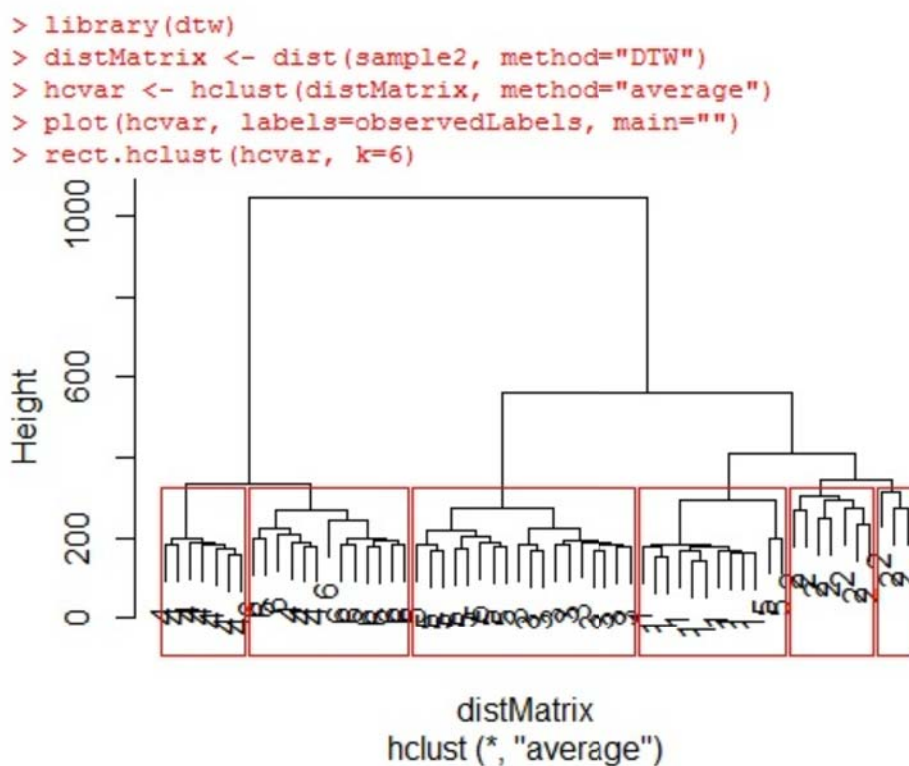 > library(dtw)
> distMatrix <- dist(sample2, method="DTW")
> hcvar <- hclust(distMatrix, method="average")
> plot(hcvar, labels=observedLabels, main="")
> rect.hclust(hcvar, k=6)
1000
600
200
0
Height
distMatrix
hclust (*, "average")